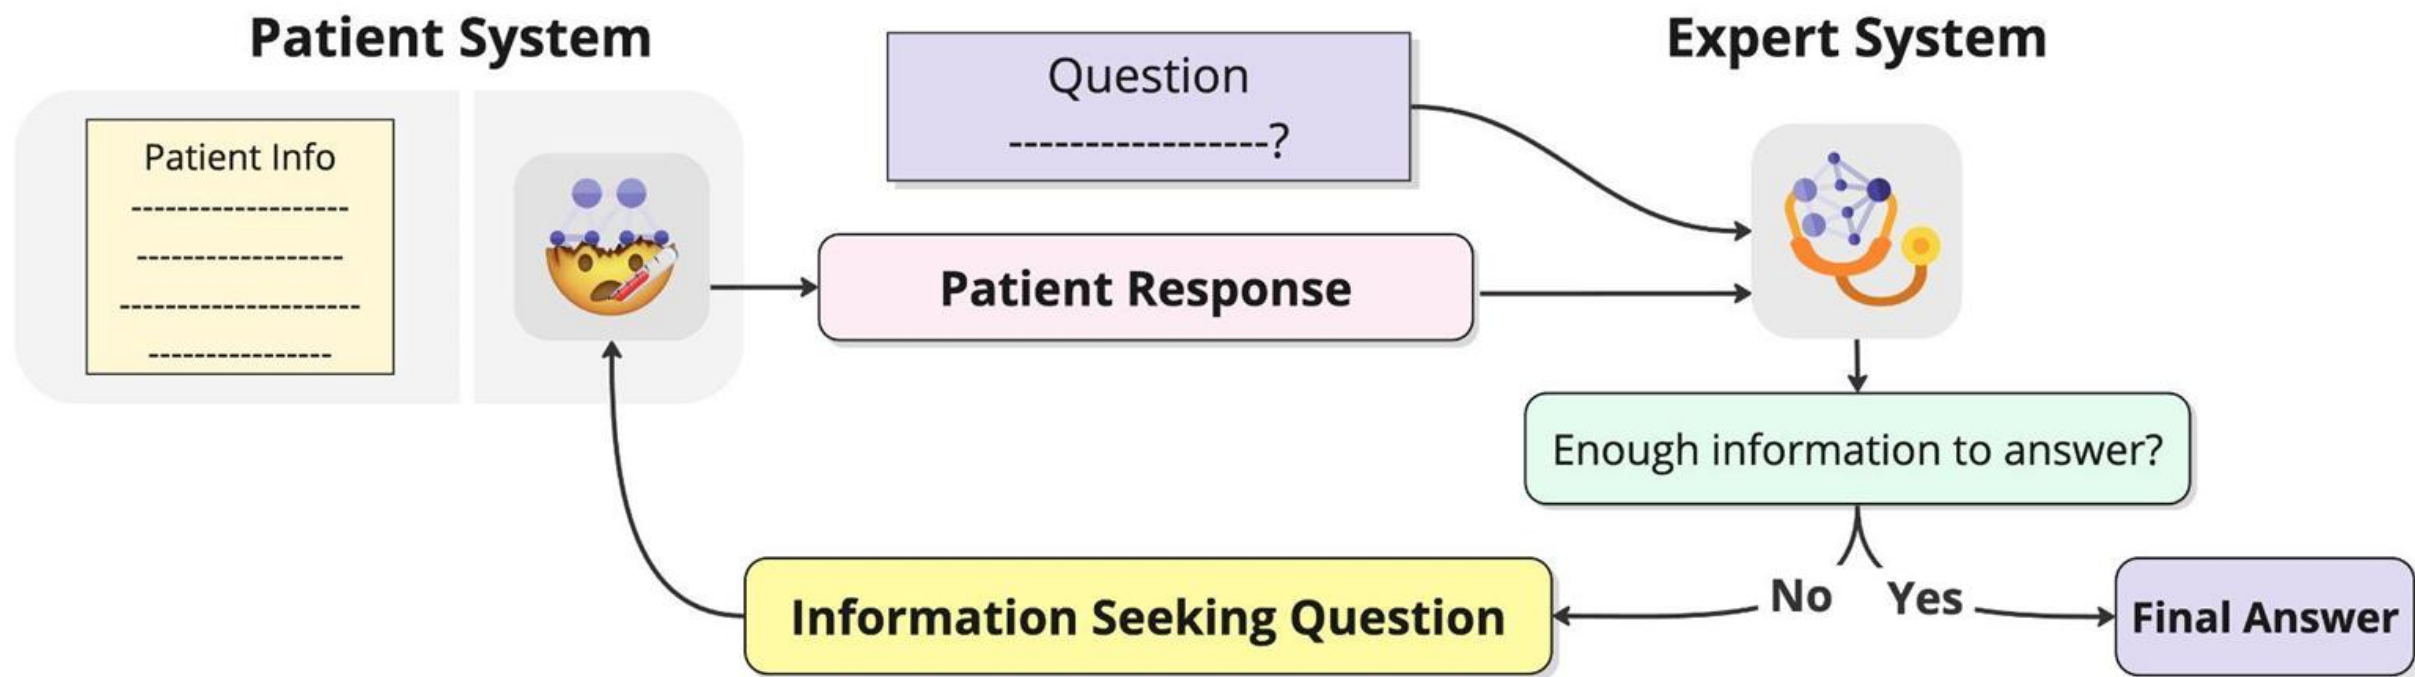 Patient System
Expert System
Patient Info
-------------------
------------------
---------------------
----------------
Question
-----------------?
Patient Response
Enough information to answer?
No
Yes
Information Seeking Question
Final Answer